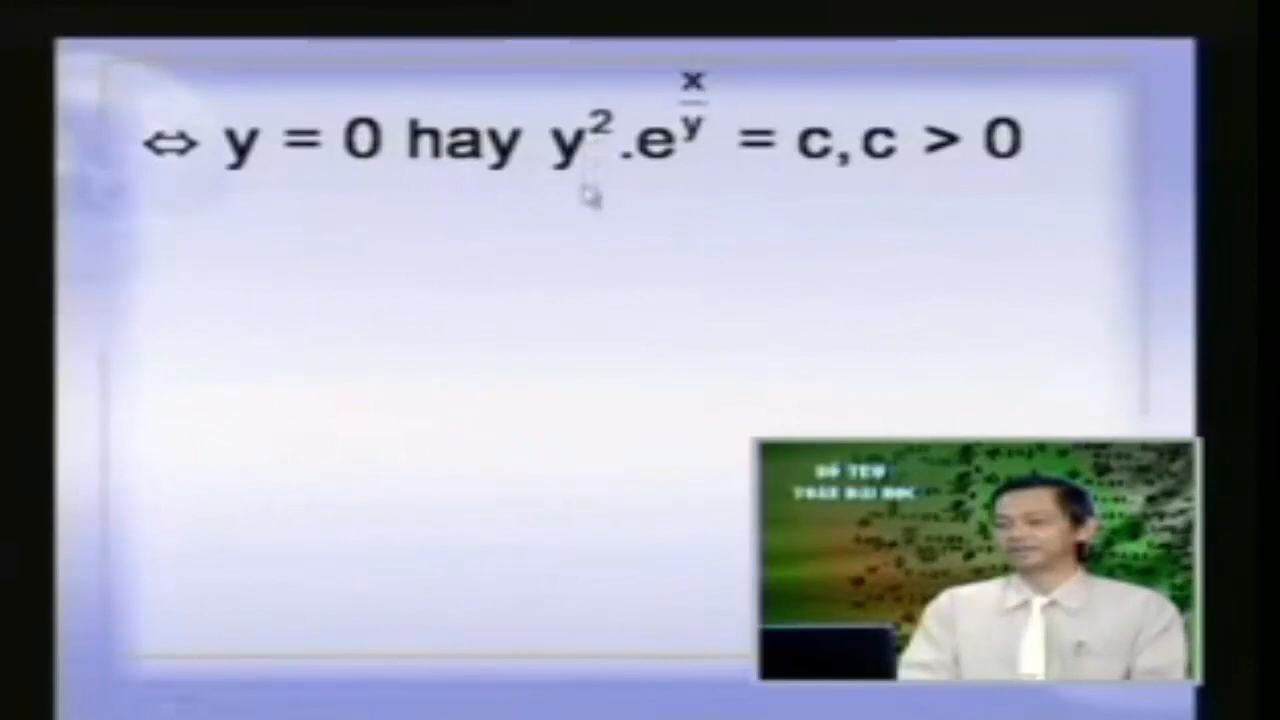 ⇔ y = 0 hay y².e^(x/y) = c, c > 0